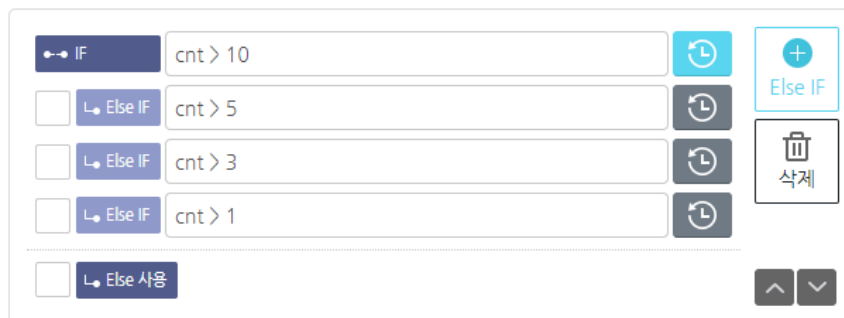 IF cnt > 10
Else IF cnt > 5
Else IF cnt > 3
Else IF cnt > 1
Else 사용
Else IF
삭제